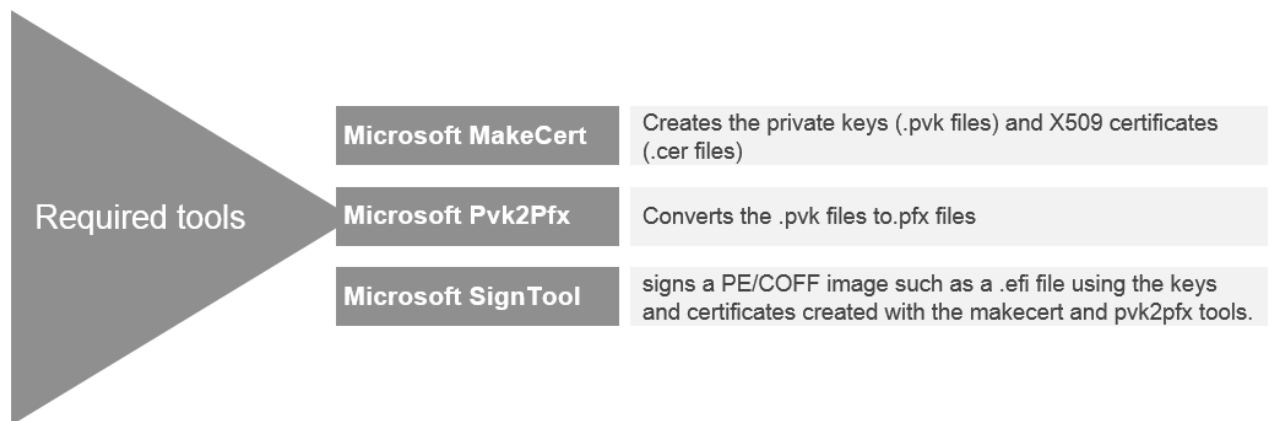 Required tools
Microsoft MakeCert
Creates the private keys (.pvk files) and X509 certificates
(.cer files)
Microsoft Pvk2Pfx
Converts the .pvk files to.pfx files
Microsoft SignTool
signs a PE/COFF image such as a .efi file using the keys
and certificates created with the makecert and pvk2pfx tools.